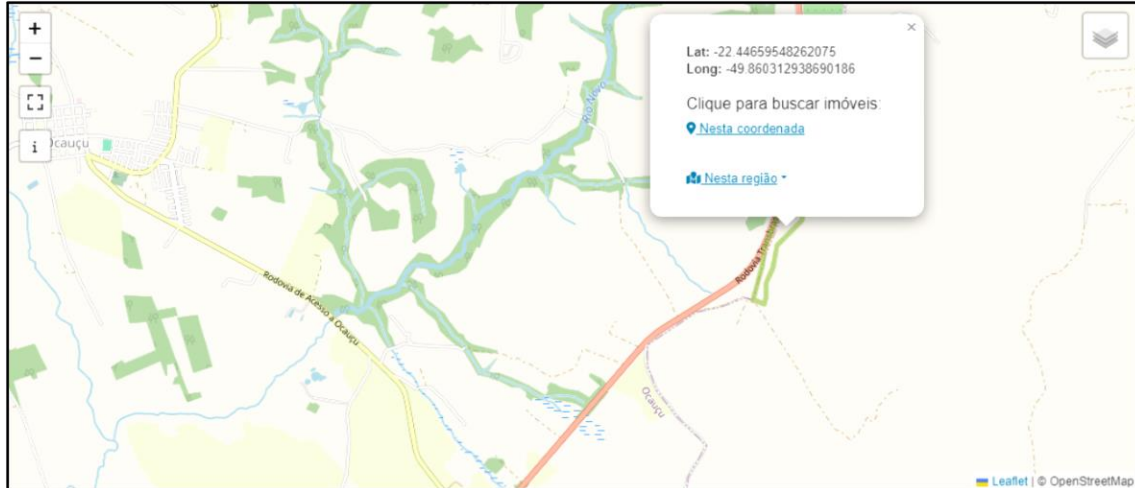 +
−
i
Ocauçu
Rio Novo
Lat: -22.44659548262075
Long: -49.860312938690186
Clique para buscar imóveis:
Nesta coordenada
Nesta região
×
Rodovia de Acesso a Ocauçu
Rodovia
Ocauçu
Leaflet | © OpenStreetMap